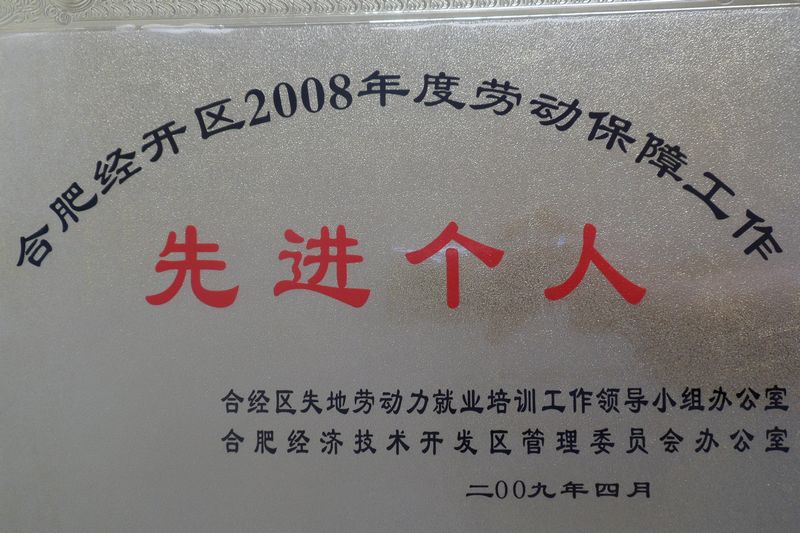 合肥经开区2008年度劳动保障工作
先进个人
合经区失地劳动力就业培训工作领导小组办公室
合肥经济技术开发区管理委员会办公室
二00九年四月